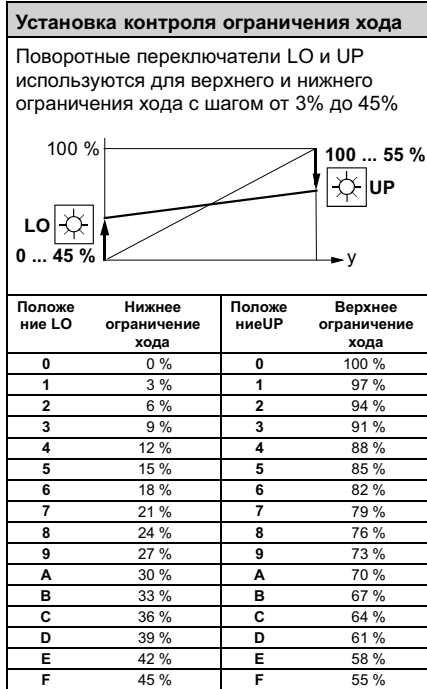 Установка контроля ограничения хода
Поворотные переключатели LO и UP
используются для верхнего и нижнего
ограничения хода с шагом от 3% до 45%
100 %
100 ... 55 %
UP
LO
0 ... 45 %
y
Положе ние LO Нижнее ограничение хода Положе ниеUP Верхнее ограничение хода
0 0 % 0 100 %
1 3 % 1 97 %
2 6 % 2 94 %
3 9 % 3 91 %
4 12 % 4 88 %
5 15 % 5 85 %
6 18 % 6 82 %
7 21 % 7 79 %
8 24 % 8 76 %
9 27 % 9 73 %
A 30 % A 70 %
B 33 % B 67 %
C 36 % C 64 %
D 39 % D 61 %
E 42 % E 58 %
F 45 % F 55 %